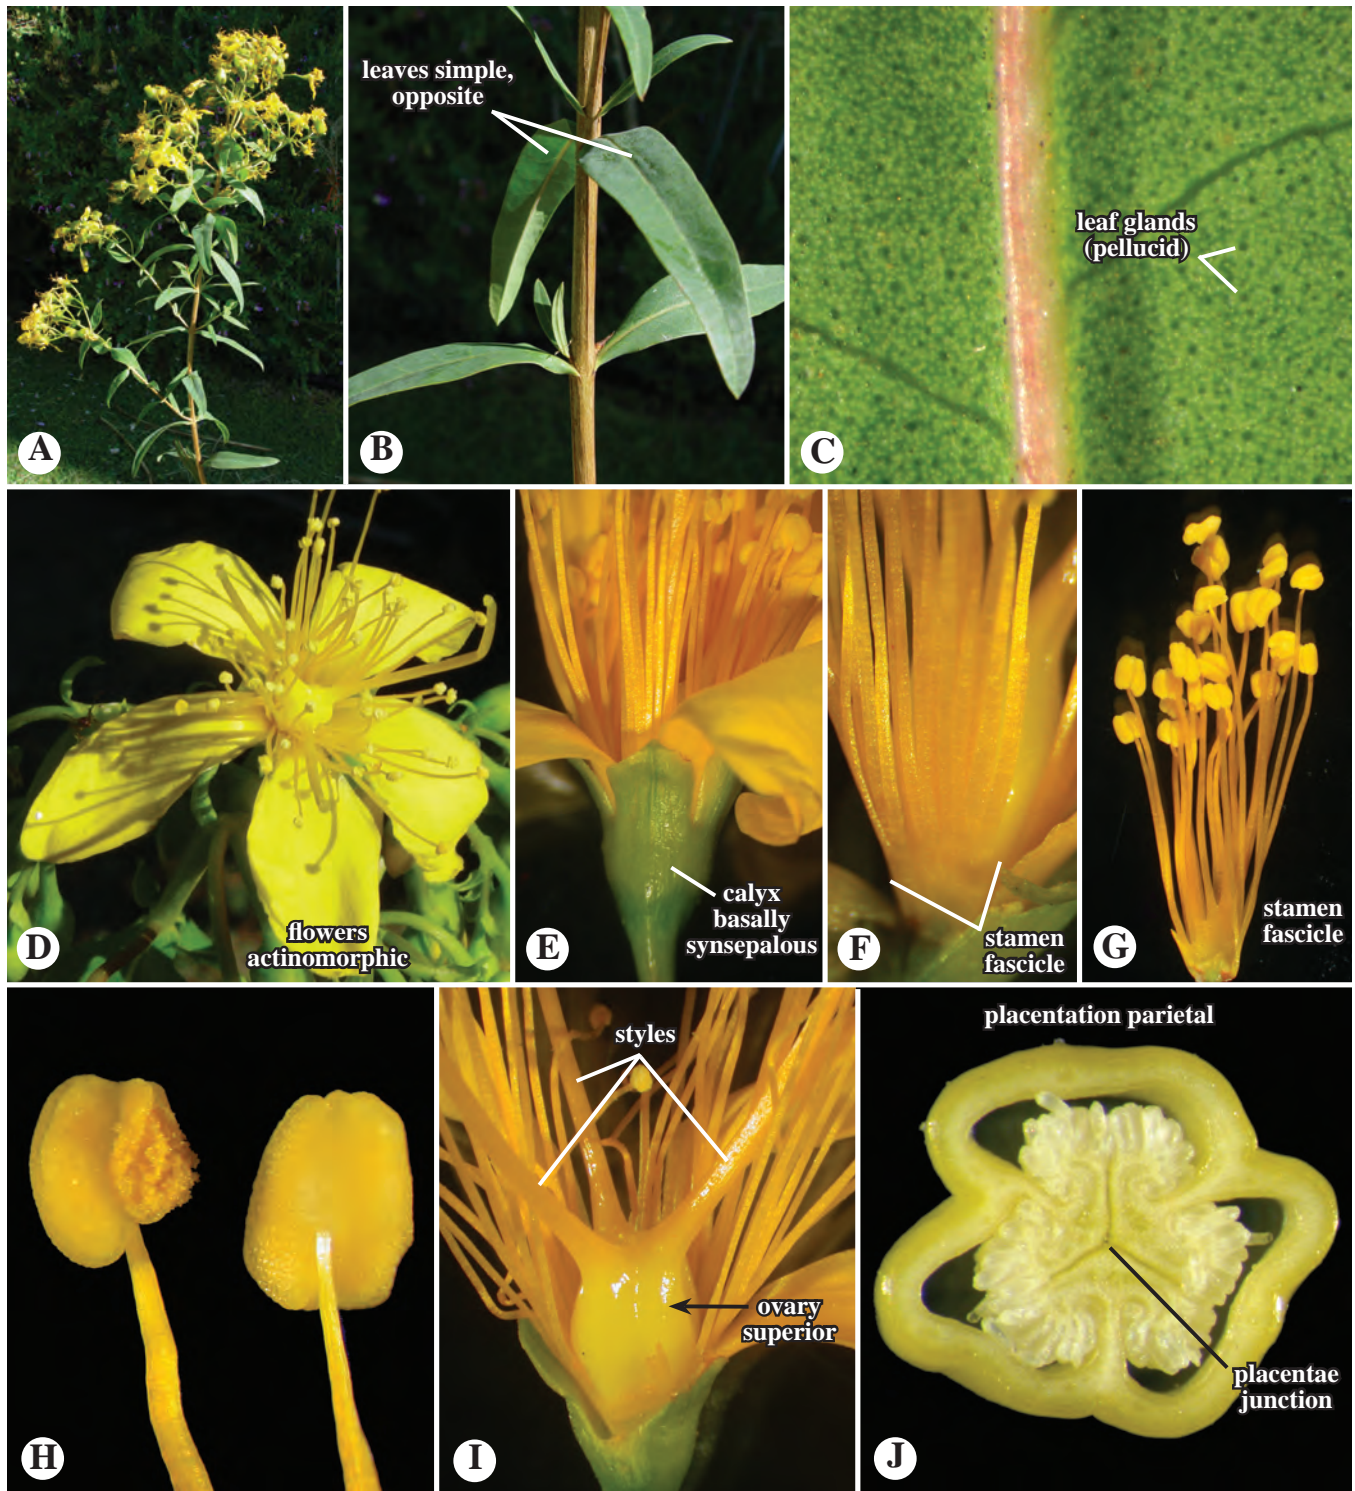 A
leaves simple,
opposite
B
leaf glands
(pellucid)
C
flowers
actinomorphic
D
calyx
basally
synsepalous
E
stamen
fascicle
F
stamen
fascicle
G
H
styles
ovary
superior
I
placentation parietal
placentae
junction
J